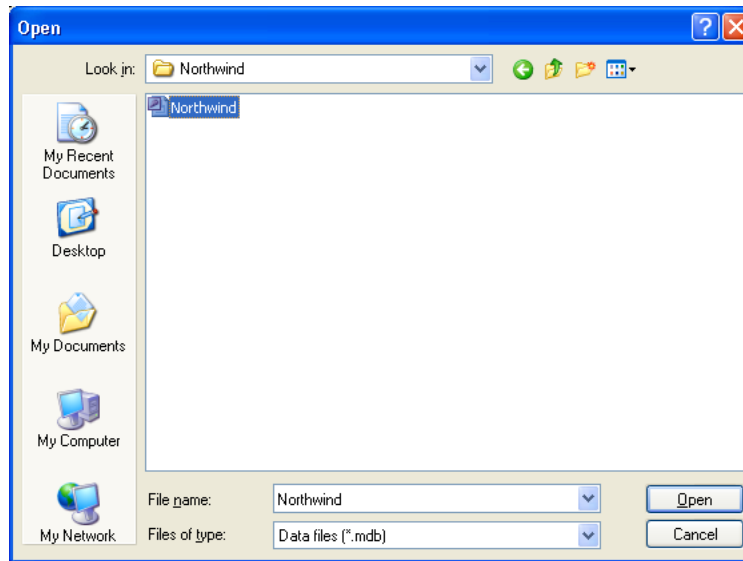 Open
Look in:
Northwind
Northwind
My Recent
Documents
Desktop
My Documents
My Computer
My Network
File name:
Northwind
Open
Files of type:
Data files (*.mdb)
Cancel